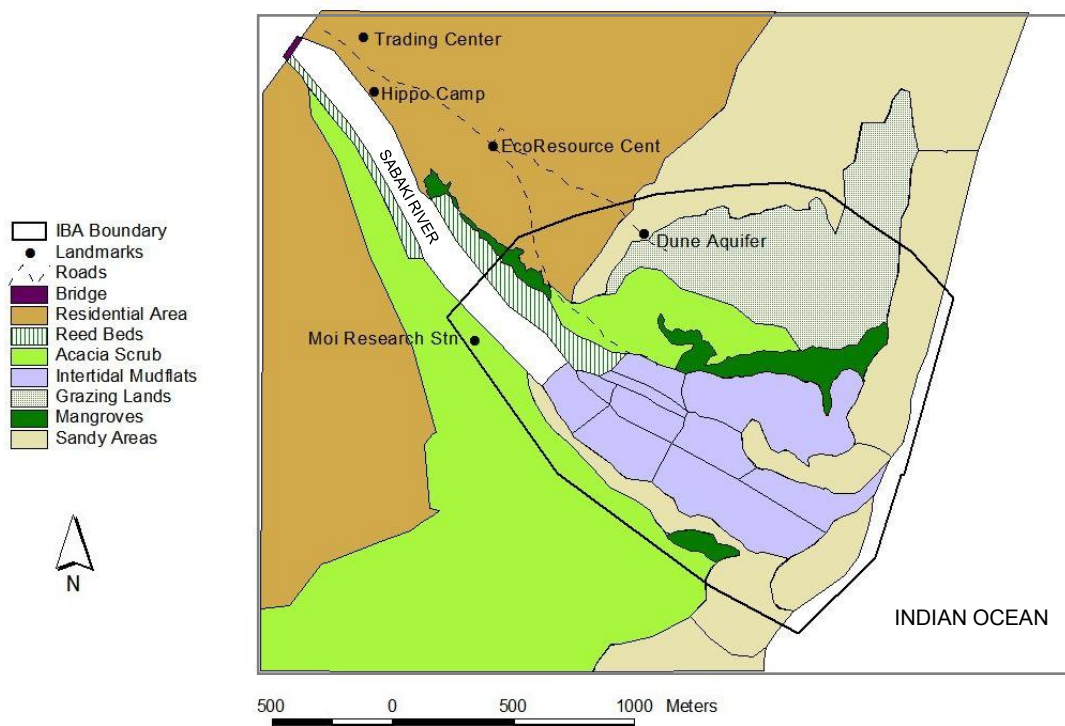 Trading Center
Hippo Camp
EcoResource Cent
SABAKI RIVER
Dune Aquifer
Moi Research Stn
IBA Boundary
Landmarks
Roads
Bridge
Residential Area
Reed Beds
Acacia Scrub
Intertidal Mudflats
Grazing Lands
Mangroves
Sandy Areas
N
INDIAN OCEAN
500 0 500 1000 Meters